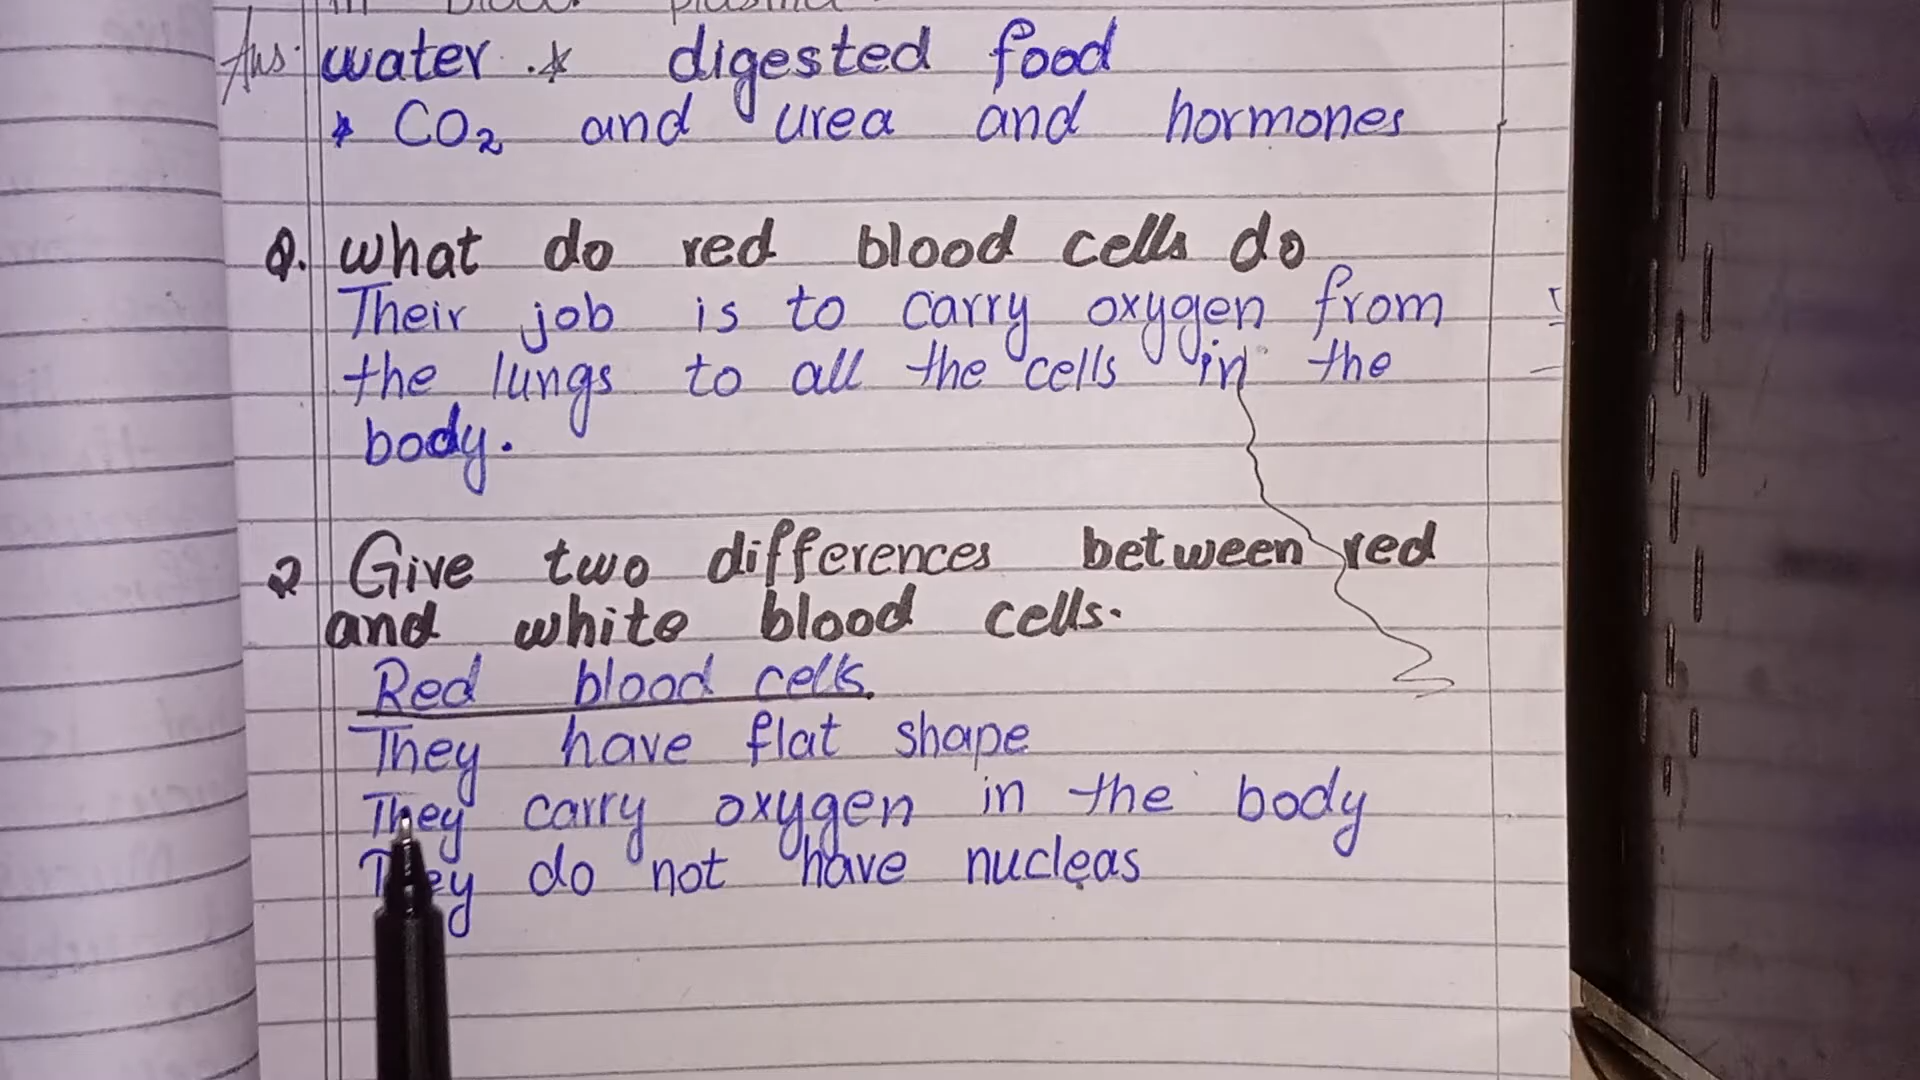 in blood plasma
Ans. water . * digested food
* CO2 and urea and hormones
Q. What do red blood cells do
Their job is to carry oxygen from
the lungs to all the cells in the
body.
Q Give two differences between red
and white blood cells.
Red blood cells.
They have flat shape
They carry oxygen in the body
They do not have nucleas